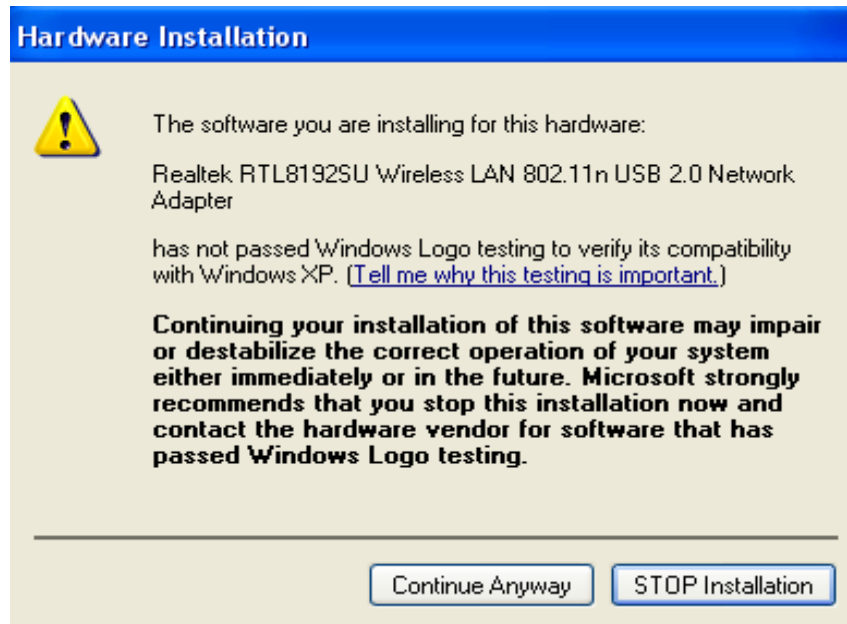 Hardware Installation
The software you are installing for this hardware:
Realtek RTL8192SU Wireless LAN 802.11n USB 2.0 Network
Adapter
has not passed Windows Logo testing to verify its compatibility
with Windows XP. (Tell me why this testing is important.)
Continuing your installation of this software may impair
or destabilize the correct operation of your system
either immediately or in the future. Microsoft strongly
recommends that you stop this installation now and
contact the hardware vendor for software that has
passed Windows Logo testing.
Continue Anyway
STOP Installation